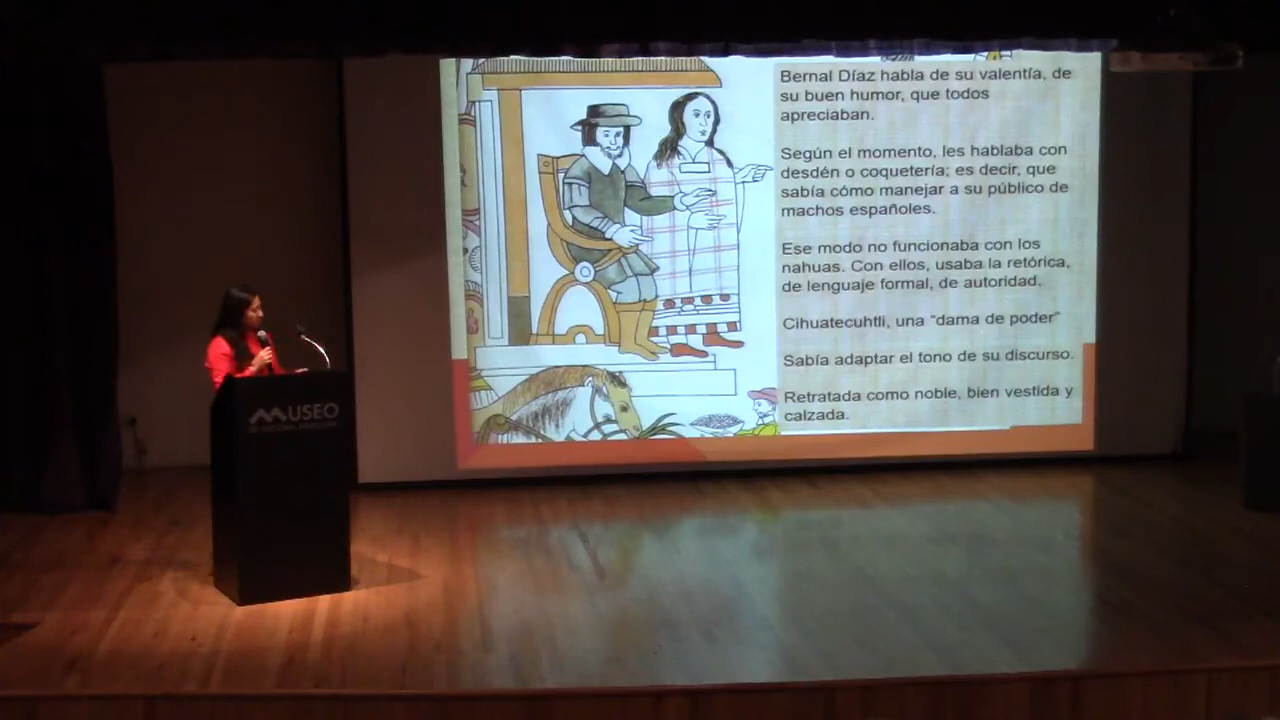 Bernal Díaz habla de su valentía, de
su buen humor, que todos
apreciaban.
Según el momento, les hablaba con
desdén o coquetería; es decir, que
sabía cómo manejar a su público de
machos españoles.
Ese modo no funcionaba con los
nahuas. Con ellos, usaba la retórica,
de lenguaje formal, de autoridad.
Cihuatecuhtli, una “dama de poder”
Sabía adaptar el tono de su discurso.
Retratada como noble, bien vestida y
calzada.
MUSEO